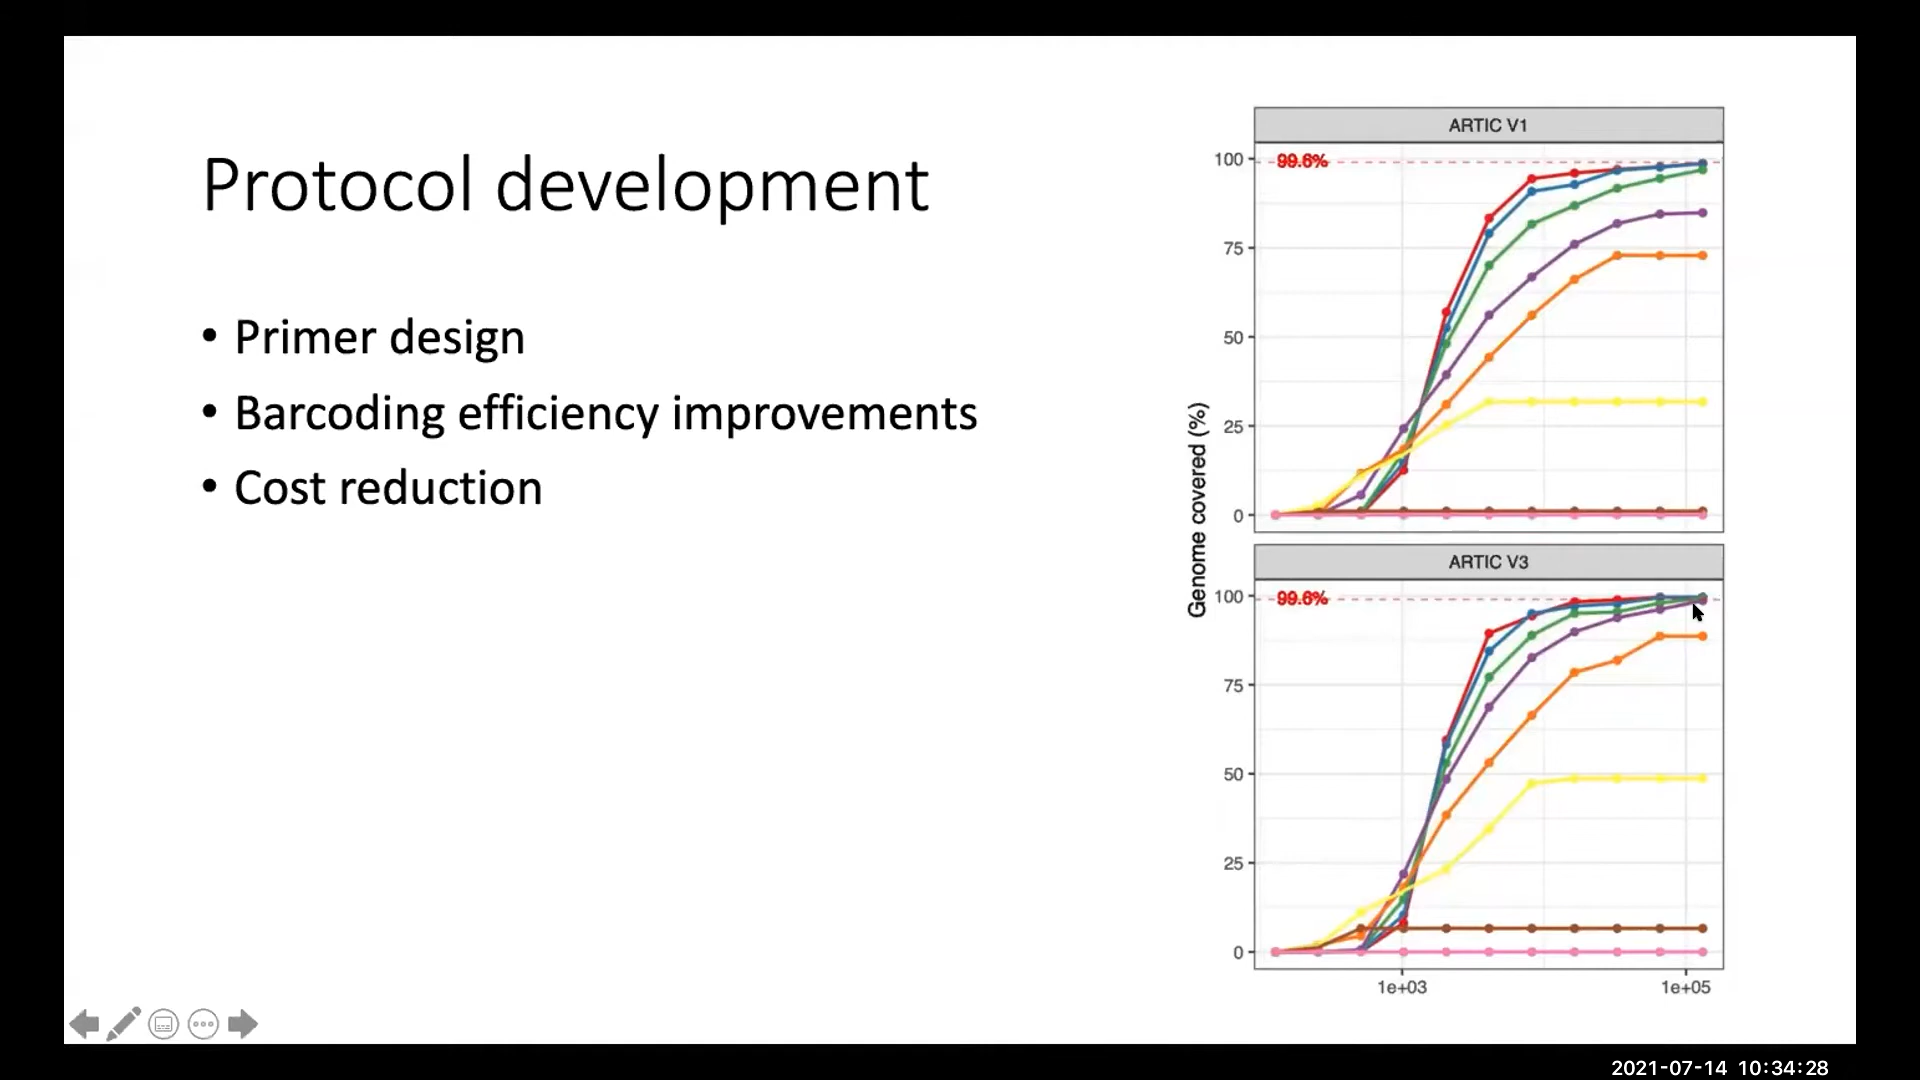 Protocol development
• Primer design
• Barcoding efficiency improvements
• Cost reduction
Genome covered (%)
ARTIC V1
99.6%
100
75
50
25
0
ARTIC V3
99.6%
100
75
50
25
0
1e+03
1e+05
2021-07-14 10:34:28